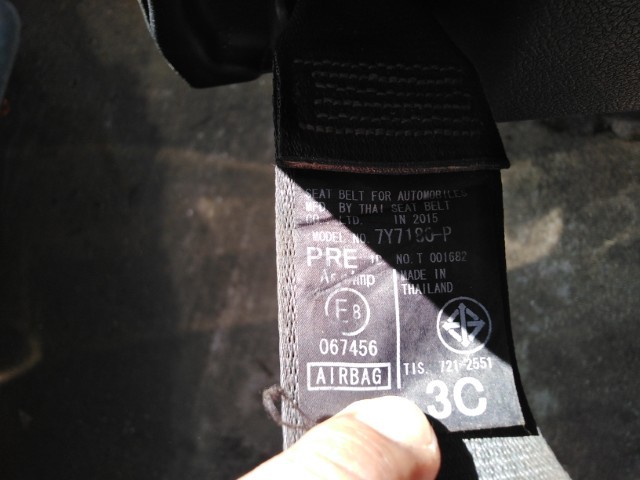 SEAT BELT FOR AUTOMOBILES
MFD. BY THAI SEAT BELT
CO., LTD. IN 2015
MODEL NO. 7Y71 -P
PRE NO. T 001682
MADE IN
THAILAND
E8
067456
AIRBAG
TIS. 721-2551
3C